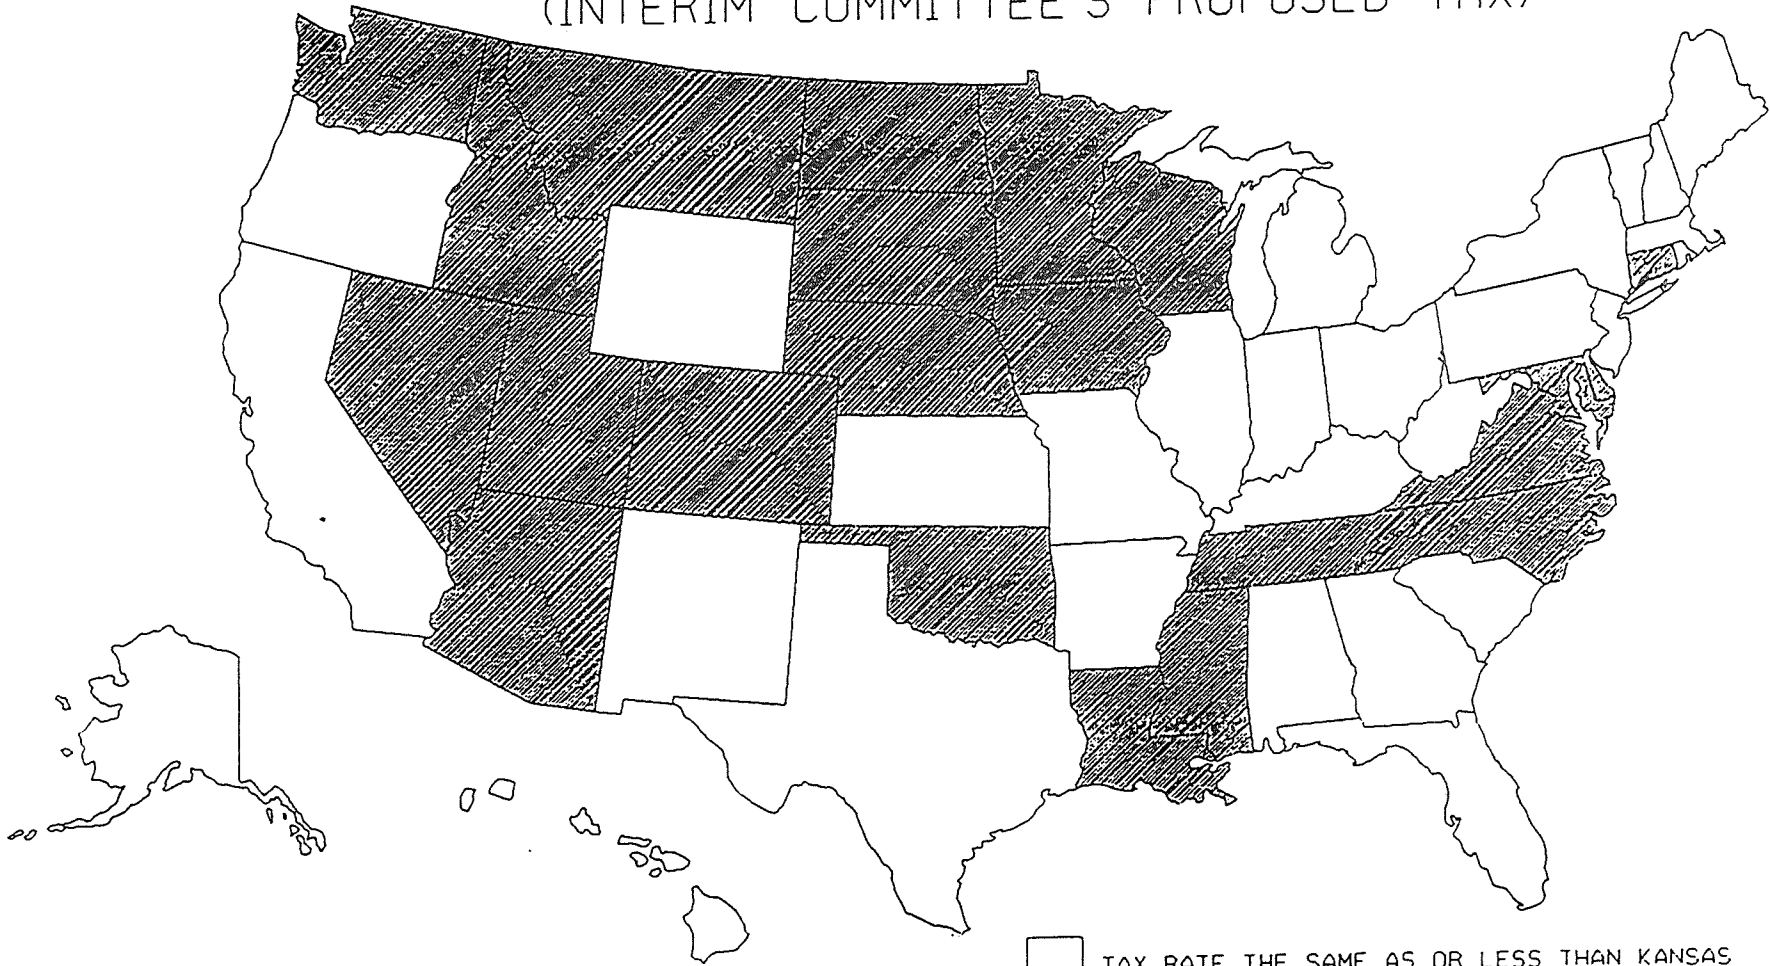 (INTERIM COMMITTEE'S PROPOSED TAX)
TAX RATE THE SAME AS OR LESS THAN KANSAS